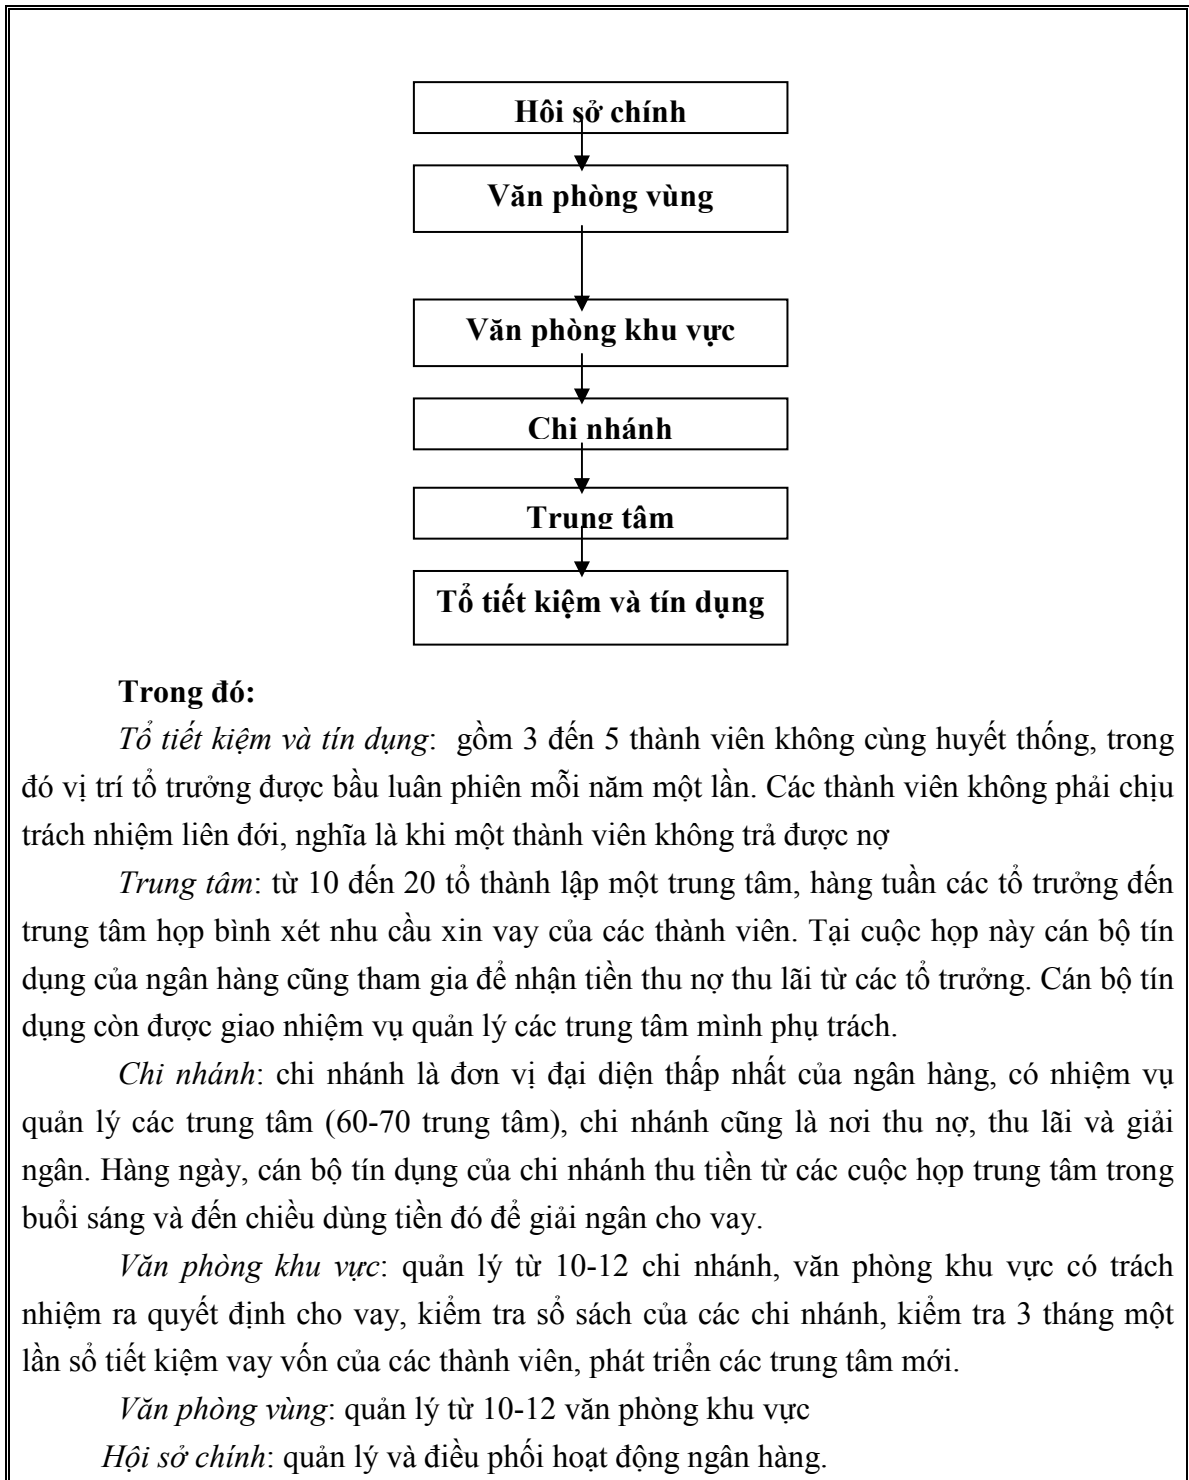 Hôi sở chính
Văn phòng vùng
Văn phòng khu vực
Chi nhánh
Trung tâm
Tổ tiết kiệm và tín dụng
Trong đó:
Tổ tiết kiệm và tín dụng: gồm 3 đến 5 thành viên không cùng huyết thống, trong
đó vị trí tổ trưởng được bầu luân phiên mỗi năm một lần. Các thành viên không phải chịu
trách nhiệm liên đới, nghĩa là khi một thành viên không trả được nợ
Trung tâm: từ 10 đến 20 tổ thành lập một trung tâm, hàng tuần các tổ trưởng đến
trung tâm họp bình xét nhu cầu xin vay của các thành viên. Tại cuộc họp này cán bộ tín
dụng của ngân hàng cũng tham gia để nhận tiền thu nợ thu lãi từ các tổ trưởng. Cán bộ tín
dụng còn được giao nhiệm vụ quản lý các trung tâm mình phụ trách.
Chi nhánh: chi nhánh là đơn vị đại diện thấp nhất của ngân hàng, có nhiệm vụ
quản lý các trung tâm (60-70 trung tâm), chi nhánh cũng là nơi thu nợ, thu lãi và giải
ngân. Hàng ngày, cán bộ tín dụng của chi nhánh thu tiền từ các cuộc họp trung tâm trong
buổi sáng và đến chiều dùng tiền đó để giải ngân cho vay.
Văn phòng khu vực: quản lý từ 10-12 chi nhánh, văn phòng khu vực có trách
nhiệm ra quyết định cho vay, kiểm tra sổ sách của các chi nhánh, kiểm tra 3 tháng một
lần sổ tiết kiệm vay vốn của các thành viên, phát triển các trung tâm mới.
Văn phòng vùng: quản lý từ 10-12 văn phòng khu vực
Hội sở chính: quản lý và điều phối hoạt động ngân hàng.